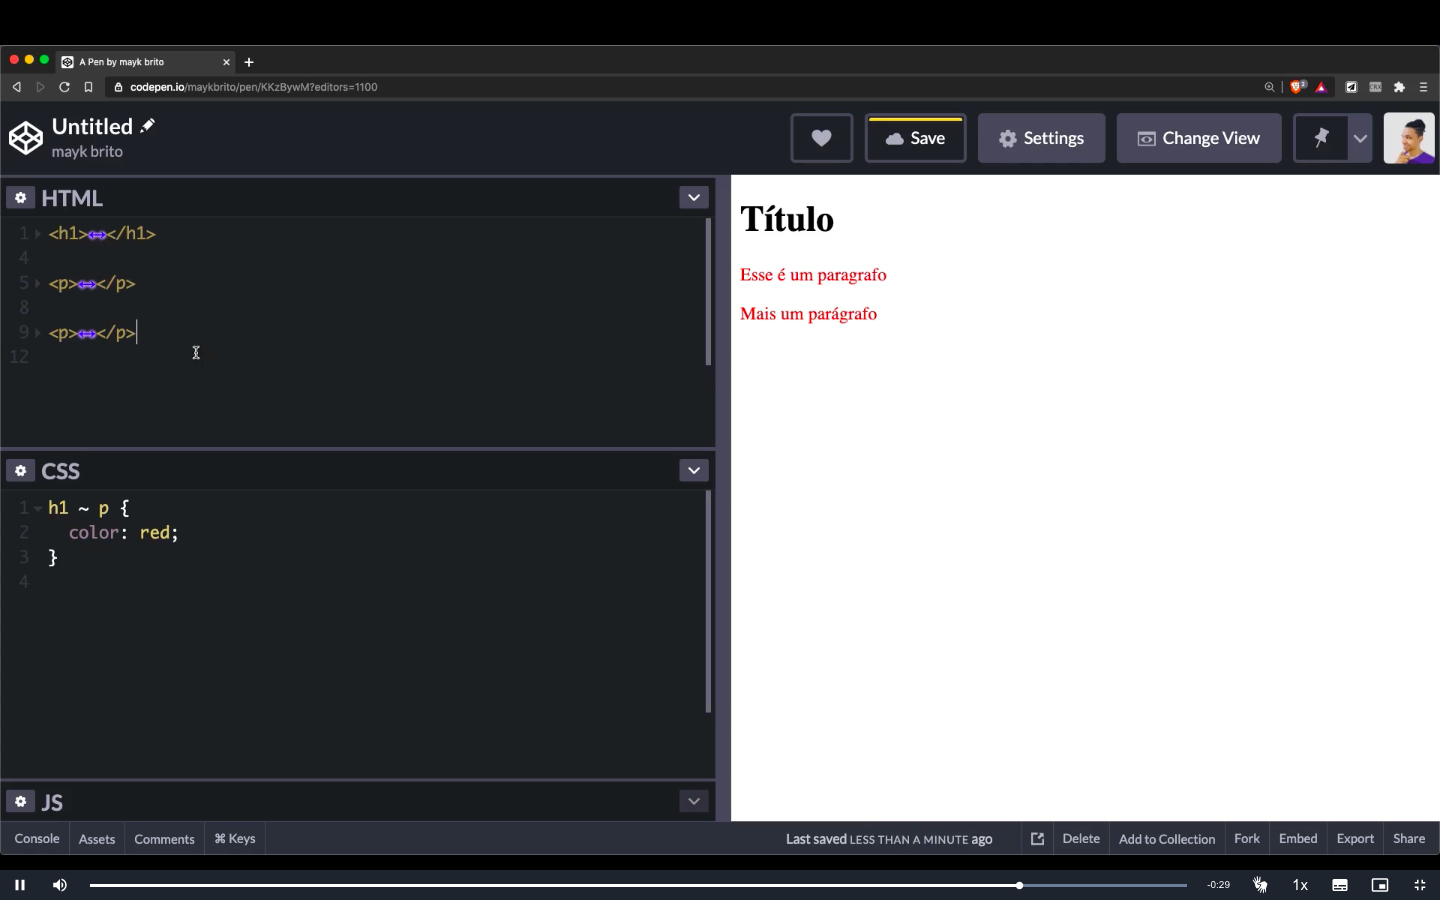 A Pen by mayk brito
codepen.io/maykbrito/pen/KKzBywM?editors=1100
Untitled
mayk brito
Save
Settings
Change View
HTML
1 <h1></h1>
4
5 <p></p>
8
9 <p></p>
12
CSS
1 h1 ~ p {
2 color: red;
3 }
4
JS
Título
Esse é um paragrafo
Mais um parágrafo
Console
Assets
Comments
⌘ Keys
Last saved LESS THAN A MINUTE ago
Delete
Add to Collection
Fork
Embed
Export
Share
-0:29
1x